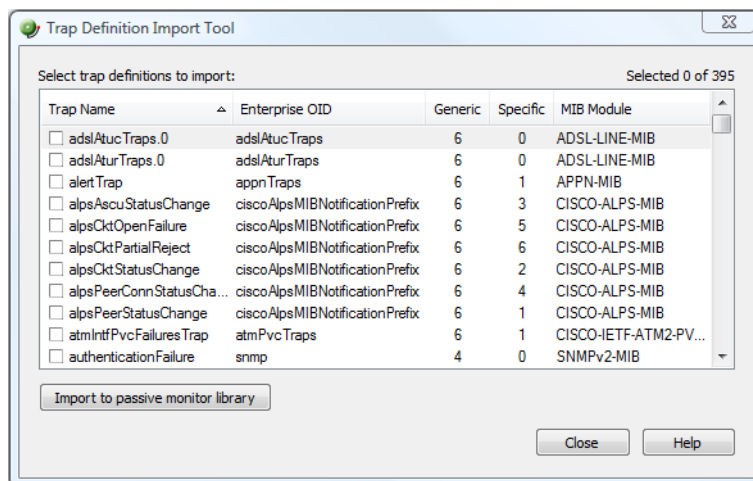 Trap Definition Import Tool
Select trap definitions to import: Selected 0 of 395
Trap Name Enterprise OID Generic Specific MIB Module
adslAtucTraps.0 adslAtucTraps 6 0 ADSL-LINE-MIB
adslAturTraps.0 adslAturTraps 6 0 ADSL-LINE-MIB
alertTrap appnTraps 6 1 APPN-MIB
alpsAscuStatusChange ciscoAlpsMIBNotificationPrefix 6 3 CISCO-ALPS-MIB
alpsCktOpenFailure ciscoAlpsMIBNotificationPrefix 6 5 CISCO-ALPS-MIB
alpsCktPartialReject ciscoAlpsMIBNotificationPrefix 6 6 CISCO-ALPS-MIB
alpsCktStatusChange ciscoAlpsMIBNotificationPrefix 6 2 CISCO-ALPS-MIB
alpsPeerConnStatusCha... ciscoAlpsMIBNotificationPrefix 6 4 CISCO-ALPS-MIB
alpsPeerStatusChange ciscoAlpsMIBNotificationPrefix 6 1 CISCO-ALPS-MIB
atmIntfPvcFailuresTrap atmPvcTraps 6 1 CISCO-IETF-ATM2-PV...
authenticationFailure snmp 4 0 SNMPv2-MIB
Import to passive monitor library
Close Help